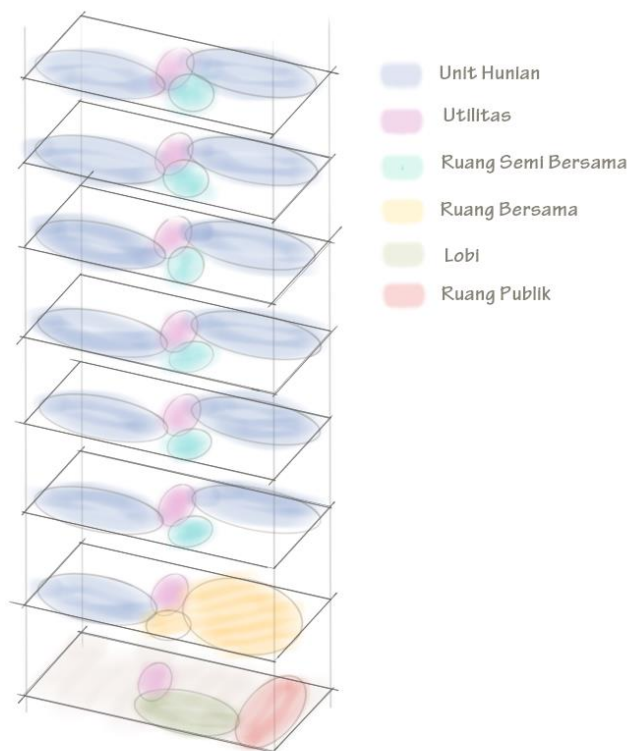 Unit Hunian
Utilitas
Ruang Semi Bersama
Ruang Bersama
Lobi
Ruang Publik